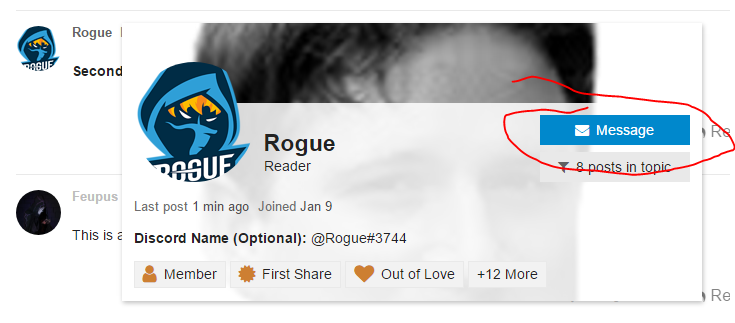 Rogue
Second
ROGUE
ROGUE
Rogue
Reader
Message
8 posts in topic
Re
Last post 1 min ago Joined Jan 9
Feupus
This is a
Discord Name (Optional): @Rogue#3744
Member
First Share
Out of Love
+12 More
Re